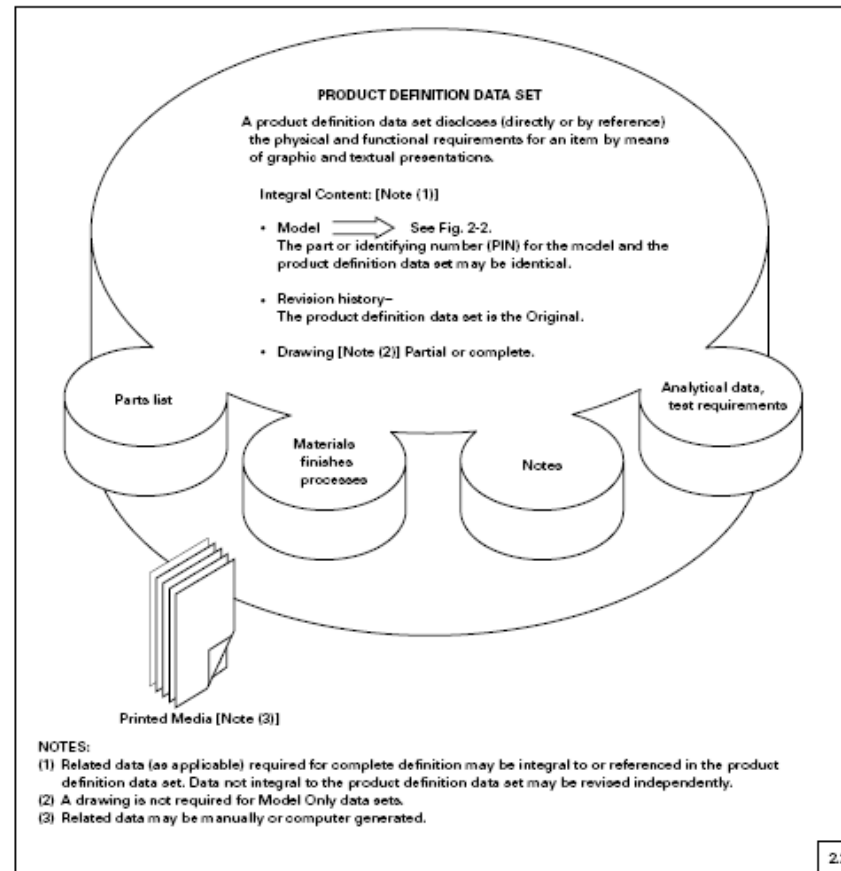 PRODUCT DEFINITION DATA SET
A product definition data set discloses (directly or by reference)
the physical and functional requirements for an item by means
of graphic and textual presentations.
Integral Content: [Note (1)]
• Model See Fig. 2-2.
The part or identifying number (PIN) for the model and the
product definition data set may be identical.
• Revision history–
The product definition data set is the Original.
• Drawing [Note (2)] Partial or complete.
Parts list
Materials
finishes
processes
Notes
Analytical data,
test requirements
Printed Media [Note (3)]
NOTES:
(1) Related data (as applicable) required for complete definition may be integral to or referenced in the product
definition data set. Data not integral to the product definition data set may be revised independently.
(2) A drawing is not required for Model Only data sets.
(3) Related data may be manually or computer generated.